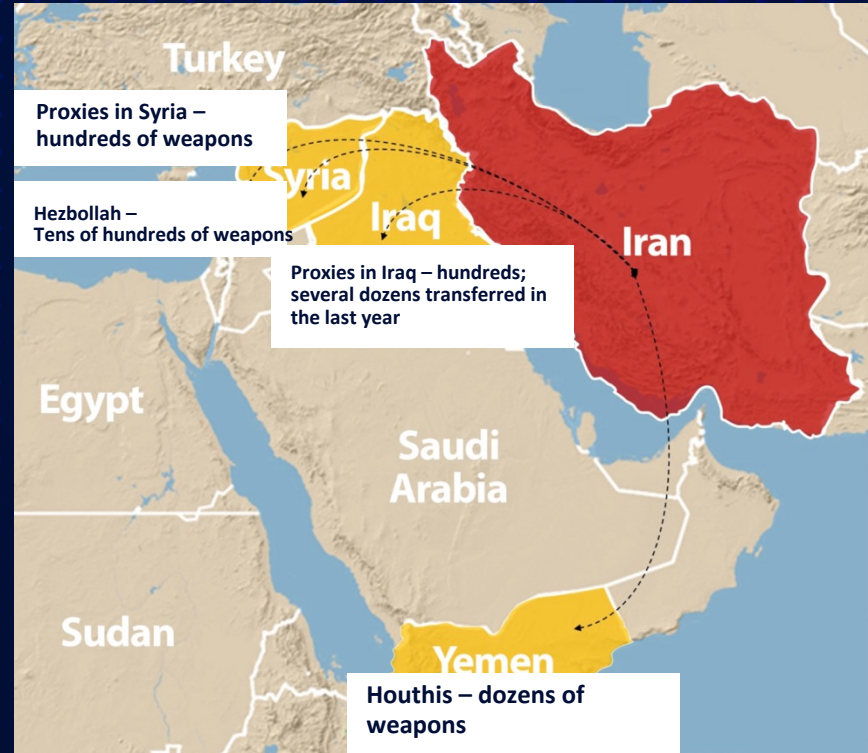 Turkey
Proxies in Syria –
hundreds of weapons
Syria
Hezbollah –
Tens of hundreds of weapons
Iraq
Iran
Proxies in Iraq – hundreds;
several dozens transferred in
the last year
Egypt
Saudi
Arabia
Sudan
Yemen
Houthis – dozens of
weapons